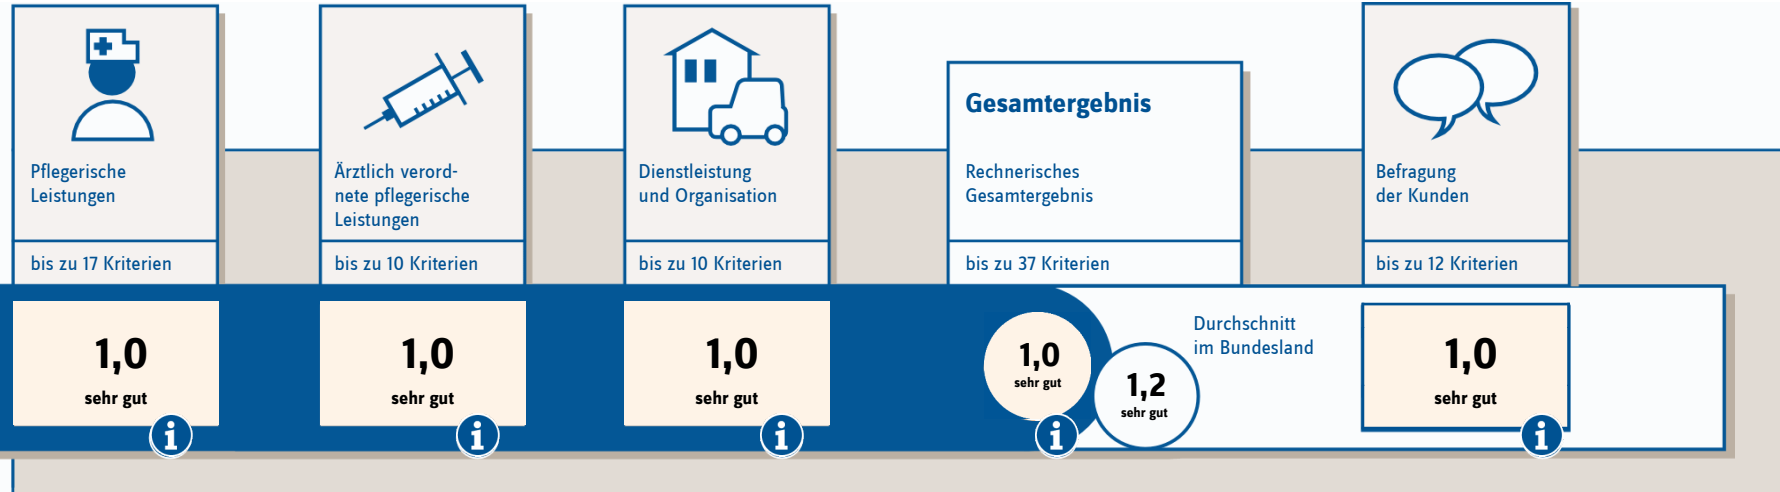 Pflegerische
Leistungen
bis zu 17 Kriterien
1,0
sehr gut
i
Ärztlich verord-
nete pflegerische
Leistungen
bis zu 10 Kriterien
1,0
sehr gut
i
Dienstleistung
und Organisation
bis zu 10 Kriterien
1,0
sehr gut
i
Gesamtergebnis
Rechnerisches
Gesamtergebnis
bis zu 37 Kriterien
1,0
sehr gut
i
1,2
sehr gut
Durchschnitt
im Bundesland
Befragung
der Kunden
bis zu 12 Kriterien
1,0
sehr gut
i